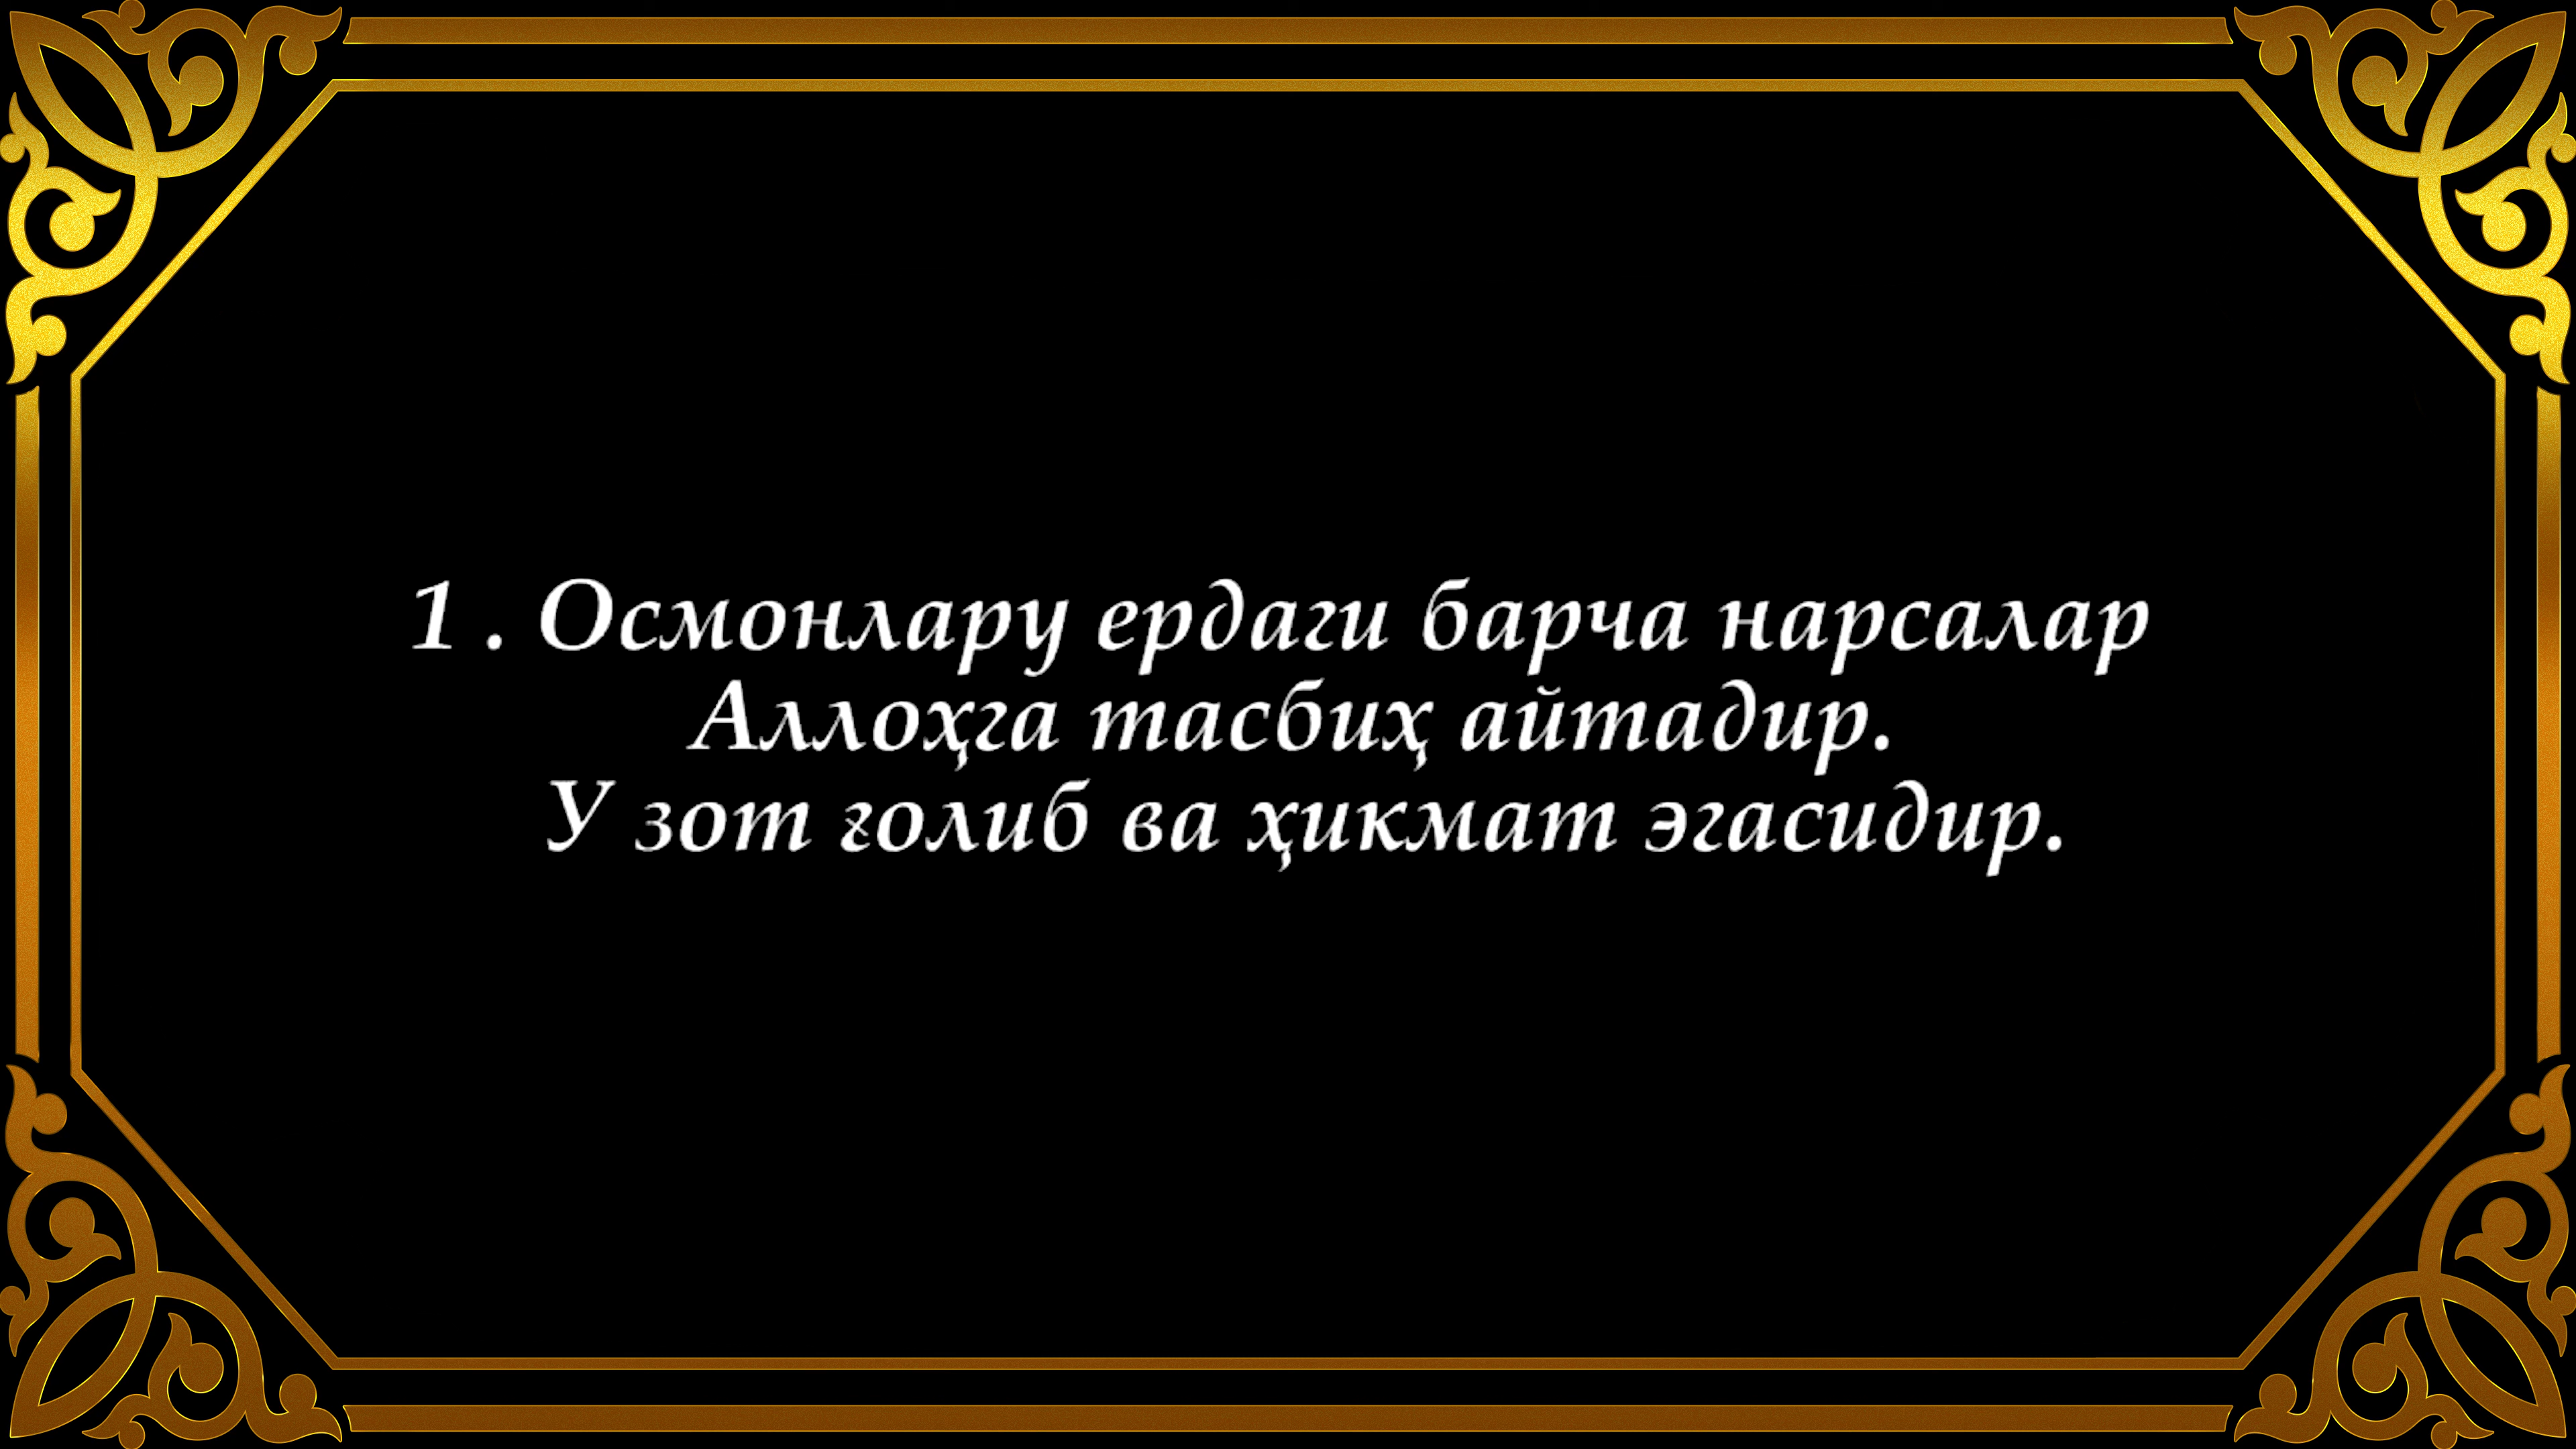 1 . Осмонлару ердаги барча нарсалар
Аллоҳга тасбиҳ айтадир.
У зот ғолиб ва ҳикмат эгасидир.